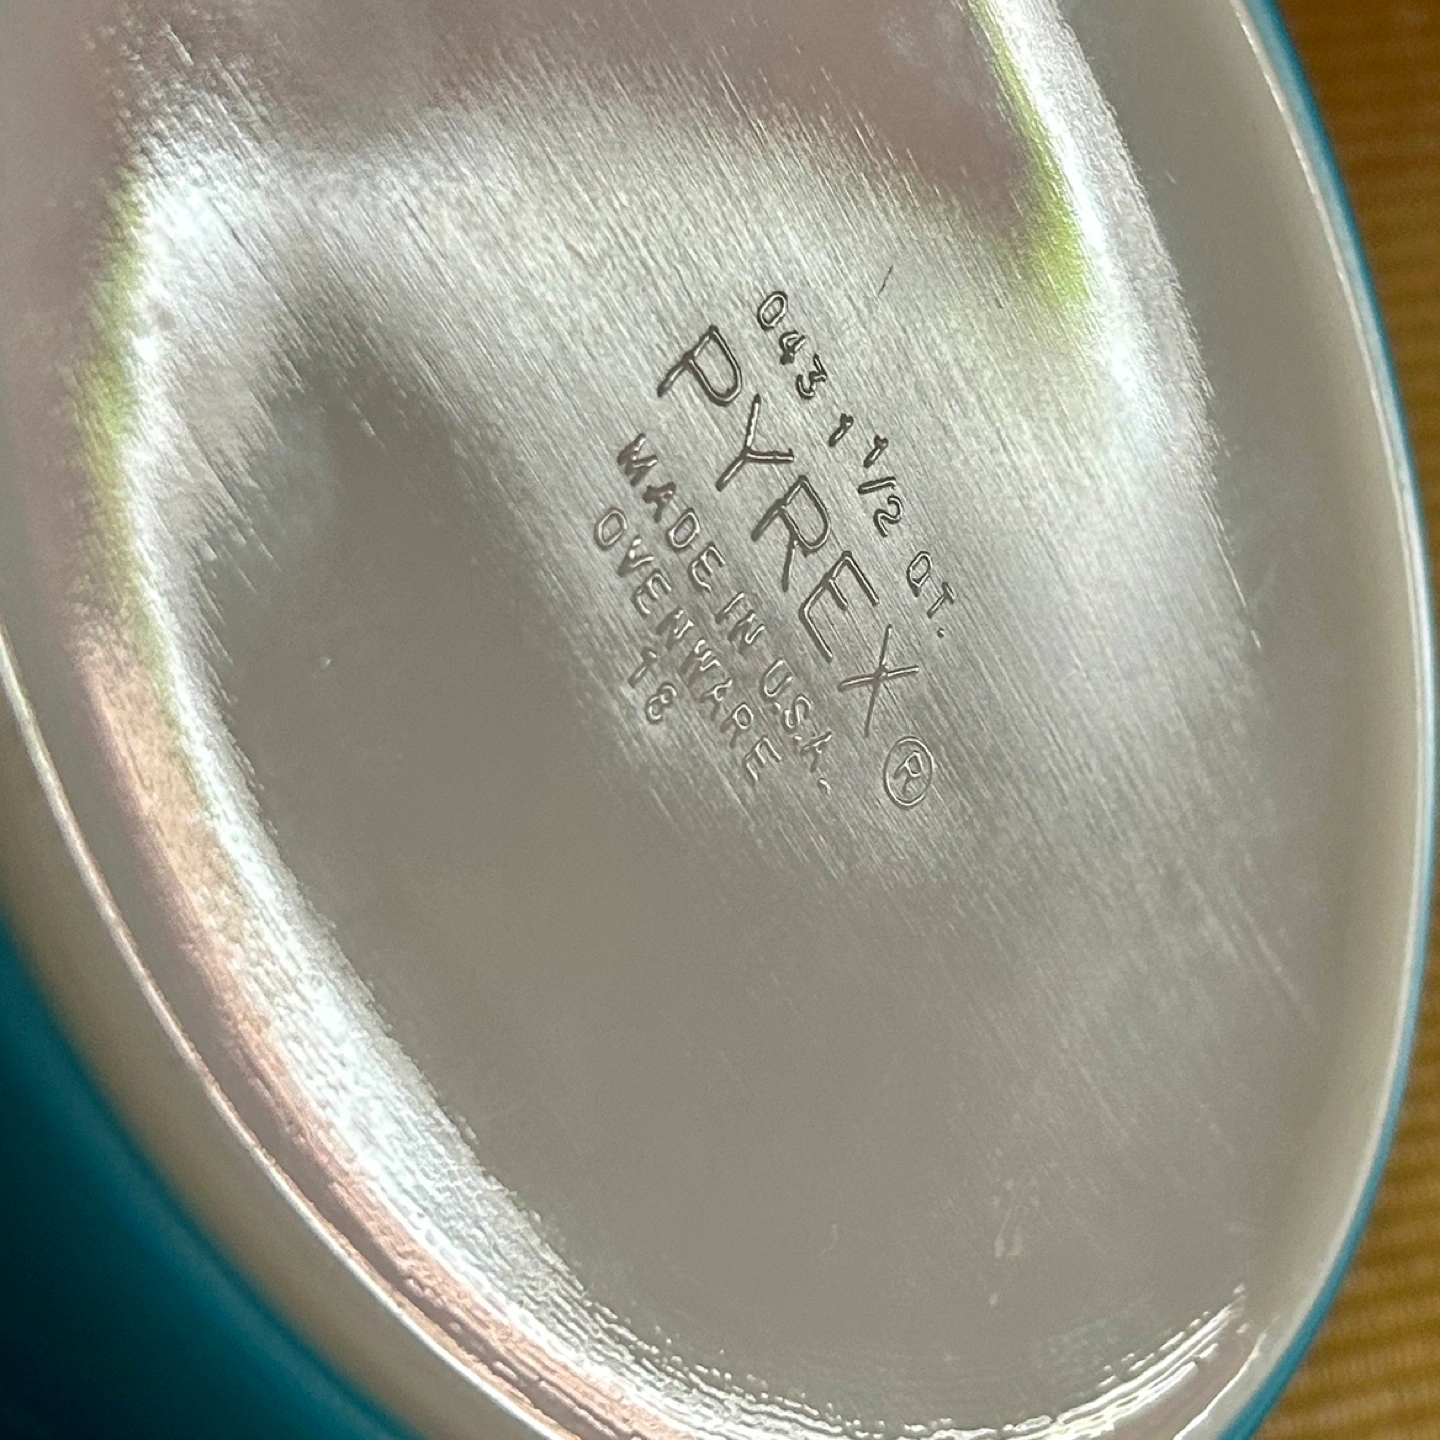 043 1 1/2 QT.
PYREX ®
MADE IN U.S.A.
OVENWARE
18